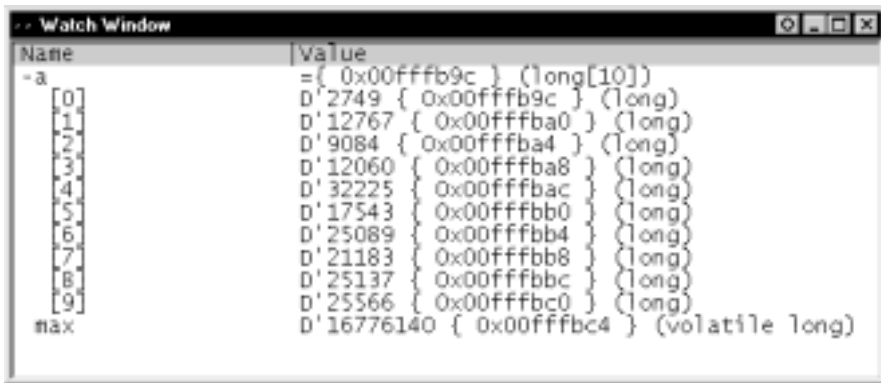 Watch Window
Name Value
-a ={ 0x00fffb9c } (long[10])
[0] D'2749 { 0x00fffb9c } (long)
[1] D'12767 { 0x00fffba0 } (long)
[2] D'9084 { 0x00fffba4 } (long)
[3] D'12060 { 0x00fffba8 } (long)
[4] D'32225 { 0x00fffbac } (long)
[5] D'17543 { 0x00fffbb0 } (long)
[6] D'25089 { 0x00fffbb4 } (long)
[7] D'21183 { 0x00fffbb8 } (long)
[8] D'25137 { 0x00fffbbc } (long)
[9] D'25566 { 0x00fffbc0 } (long)
max D'16776140 { 0x00fffbc4 } (volatile long)